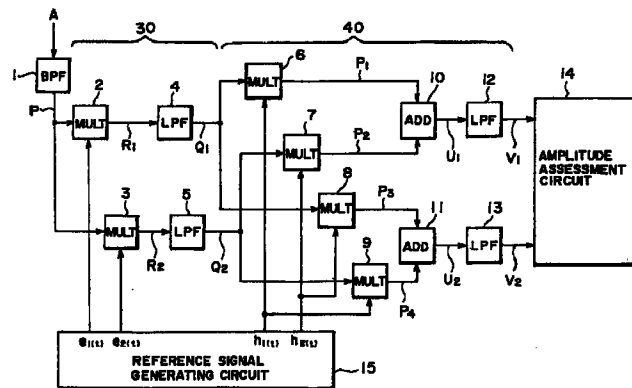 A
30
40
1
BPF
2
4
6
P
MULT
LPF
MULT
P1
10
12
14
R1
Q1
7
ADD
LPF
MULT
P2
U1
V1
8
AMPLITUDE
ASSESSMENT
CIRCUIT
3
5
MULT
P3
11
13
MULT
LPF
9
ADD
LPF
R2
Q2
MULT
U2
V2
P4
e1(t)
e2(t)
h1(t)
h2(t)
REFERENCE SIGNAL
GENERATING CIRCUIT
15